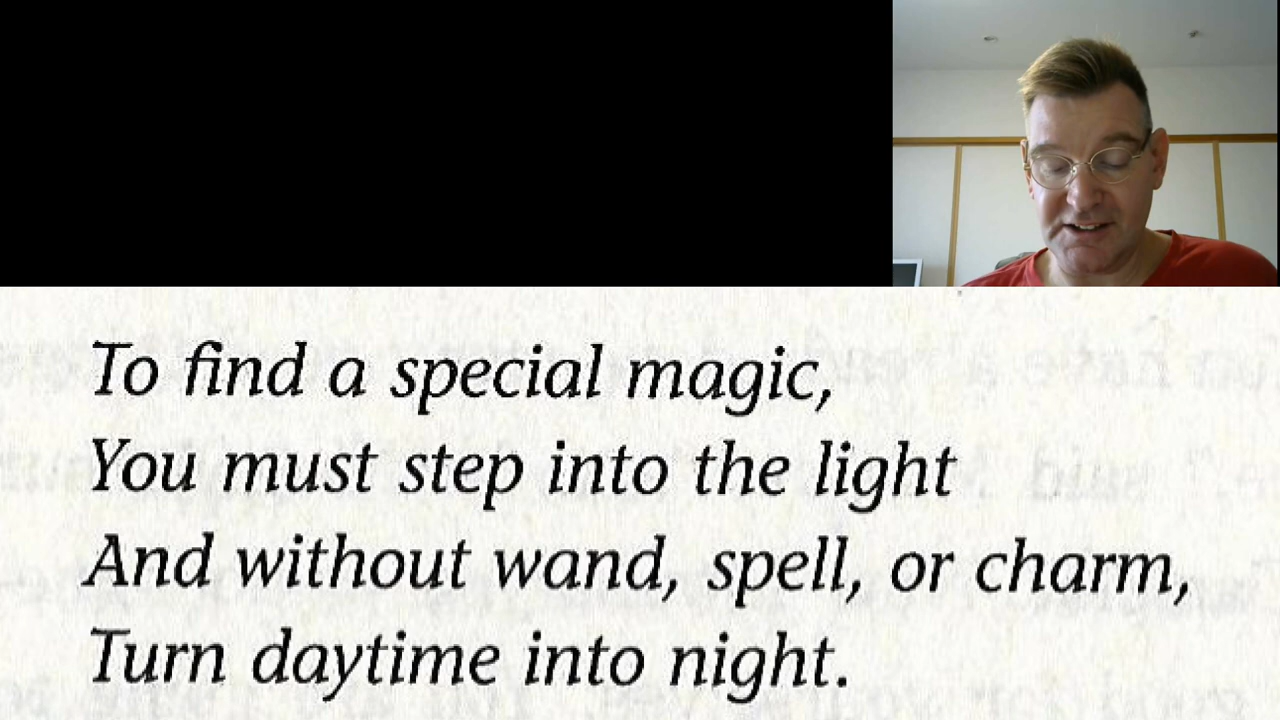 To find a special magic,
You must step into the light
And without wand, spell, or charm,
Turn daytime into night.